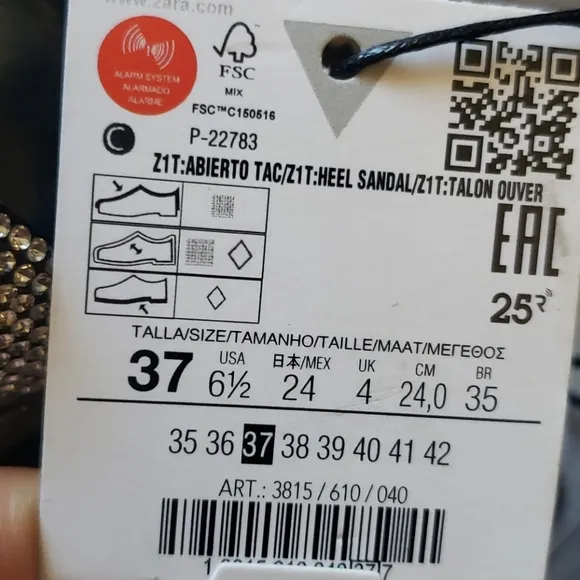 www.zara.com
ALARM SYSTEM
ALARMADO
ALARME
FSC
MIX
FSC™C150516
P-22783
Z1T:ABIERTO TAC/Z1T:HEEL SANDAL/Z1T:TALON OUVER
EAC
25R
TALLA/SIZE/TAMANHO/TAILLE/MAAT/ΜΕΓΕΘΟΣ
37 USA 6½ 日本/MEX 24 UK 4 CM 24,0 BR 35
35 36 37 38 39 40 41 42
ART.: 3815/610/040